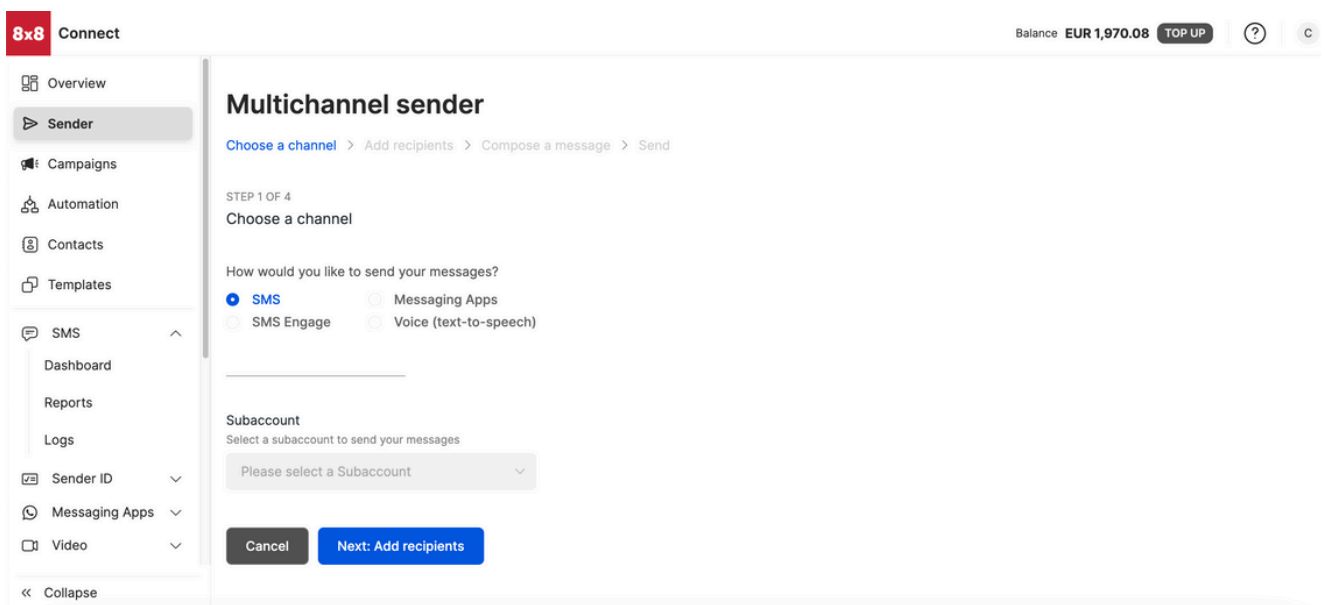 8x8 Connect
Balance EUR 1,970.08 TOP UP ? C
Overview
Sender
Campaigns
Automation
Contacts
Templates
SMS
Dashboard
Reports
Logs
Sender ID
Messaging Apps
Video
Collapse
Multichannel sender
Choose a channel > Add recipients > Compose a message > Send
STEP 1 OF 4
Choose a channel
How would you like to send your messages?
SMS Messaging Apps
SMS Engage Voice (text-to-speech)
Subaccount
Select a subaccount to send your messages
Please select a Subaccount
Cancel Next: Add recipients